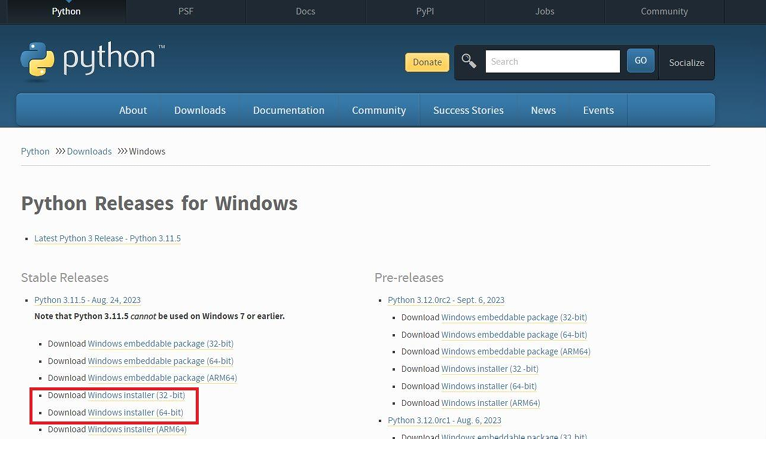 Python PSF Docs PyPI Jobs Community
python™
Donate Search GO Socialize
About Downloads Documentation Community Success Stories News Events
Python >>> Downloads >>> Windows
Python Releases for Windows
Latest Python 3 Release - Python 3.11.5
Stable Releases
Python 3.11.5 - Aug. 24, 2023
Note that Python 3.11.5 cannot be used on Windows 7 or earlier.
Download Windows embeddable package (32-bit)
Download Windows embeddable package (64-bit)
Download Windows embeddable package (ARM64)
Download Windows installer (32 -bit)
Download Windows installer (64-bit)
Download Windows installer (ARM64)
Pre-releases
Python 3.12.0rc2 - Sept. 6, 2023
Download Windows embeddable package (32-bit)
Download Windows embeddable package (64-bit)
Download Windows embeddable package (ARM64)
Download Windows installer (32 -bit)
Download Windows installer (64-bit)
Download Windows installer (ARM64)
Python 3.12.0rc1 - Aug. 6, 2023
Download Windows embeddable package (32-bit)